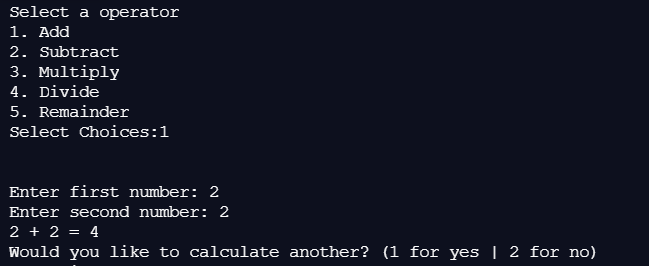 Select a operator
1. Add
2. Subtract
3. Multiply
4. Divide
5. Remainder
Select Choices:1
Enter first number: 2
Enter second number: 2
2 + 2 = 4
Would you like to calculate another? (1 for yes | 2 for no)